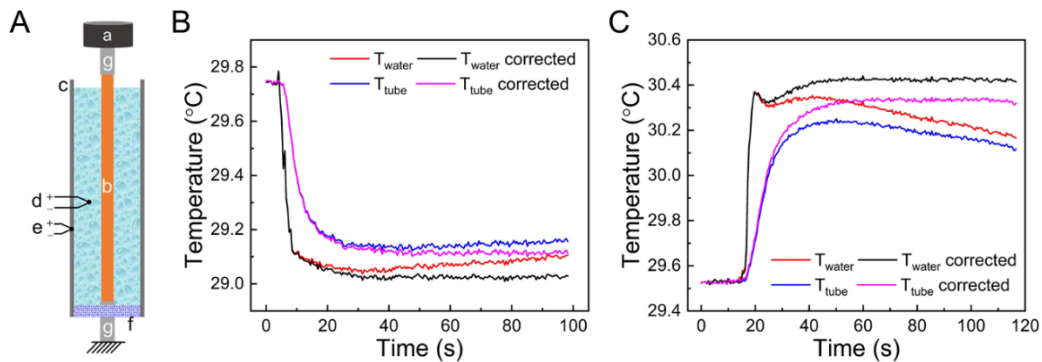 A
a
g
c
b
d
+
−
e
+
−
f
g
B
Temperature (°C)
29.8
29.6
29.4
29.2
29.0
0 20 40 60 80 100
Time (s)
T water T water corrected
T tube T tube corrected
C
Temperature (°C)
30.6
30.4
30.2
30.0
29.8
29.6
29.4
0 20 40 60 80 100 120
Time (s)
T water T water corrected
T tube T tube corrected